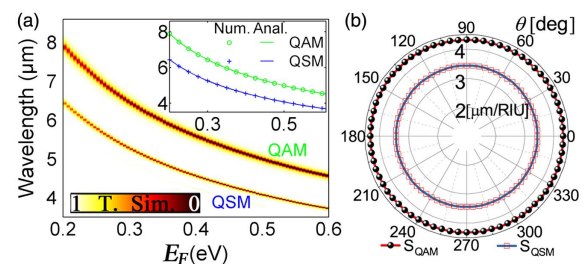 (a)
Wavelength (μm)
8
7
6
5
4
Num. Anal.
QAM
QSM
8
6
4
0.3
0.5
QAM
QSM
1 T. Sim. 0
0.2 0.3 0.4 0.5 0.6
E_F(eV)
(b)
θ [deg]
90
120 60
150 30
180 0
210 330
240 300
270
4
3
2[μm/RIU]
S_QAM S_QSM